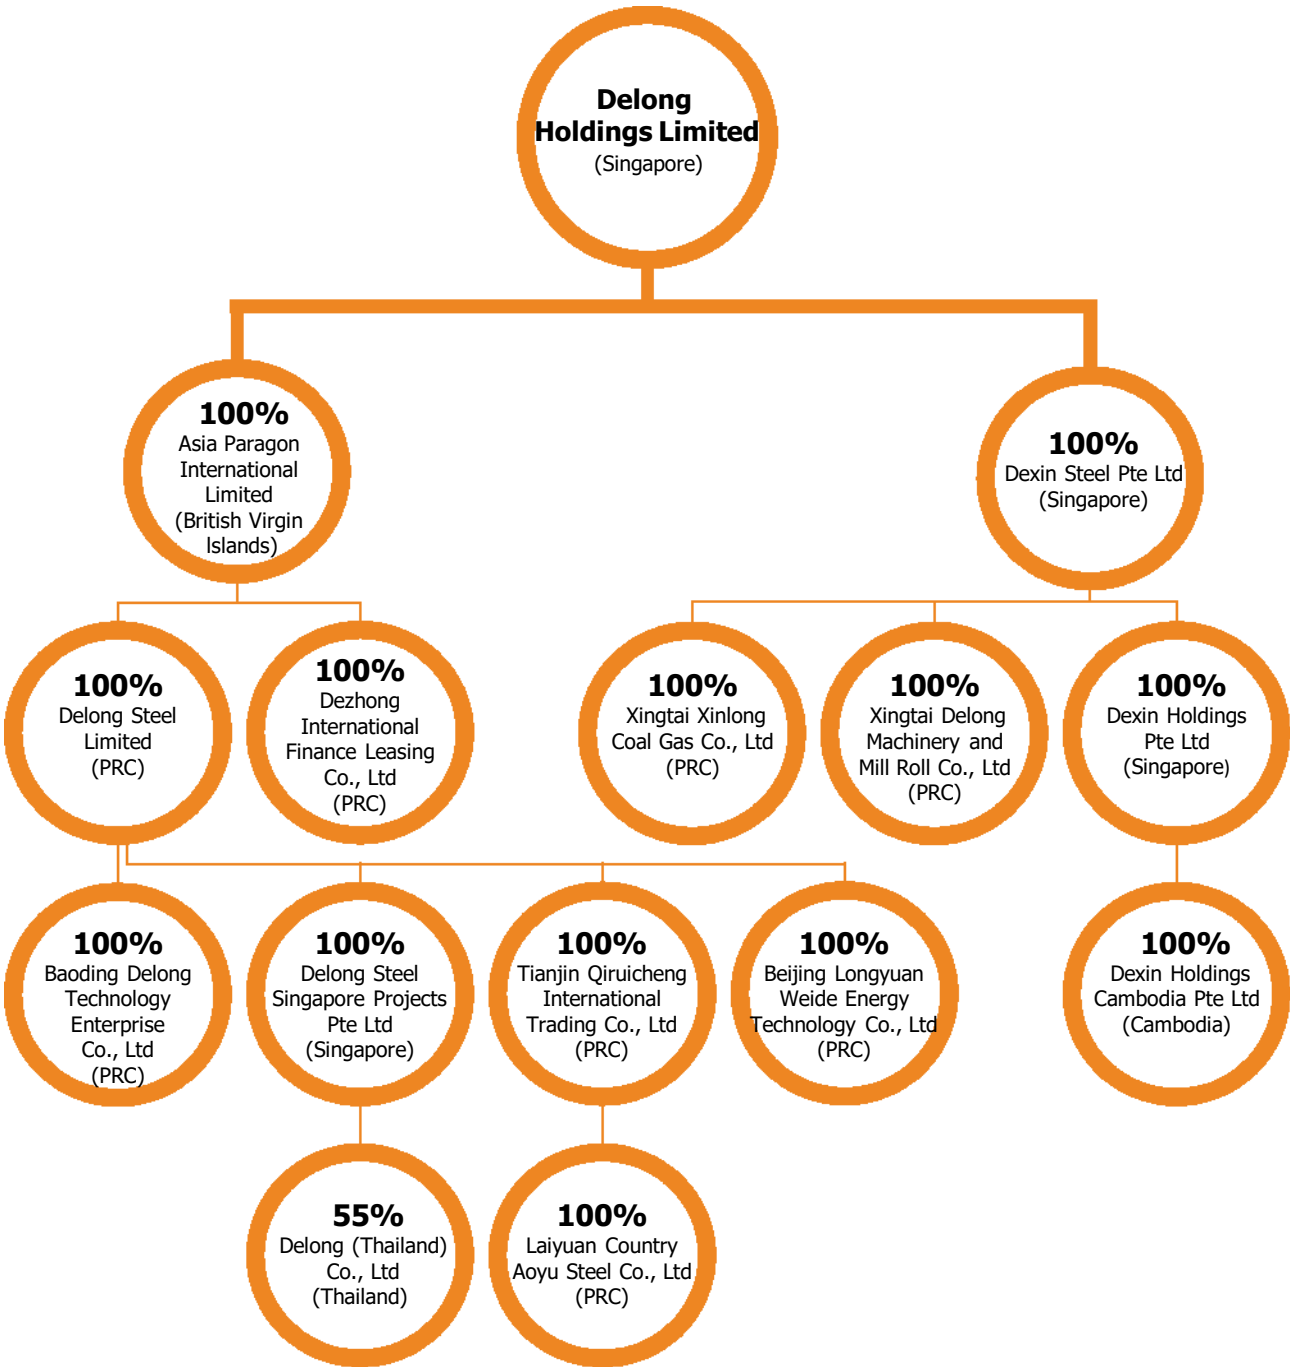 Delong
Holdings Limited
(Singapore)
100%
Asia Paragon
International
Limited
(British Virgin
Islands)
100%
Dexin Steel Pte Ltd
(Singapore)
100%
Delong Steel
Limited
(PRC)
100%
Dezhong
International
Finance Leasing
Co., Ltd
(PRC)
100%
Xingtai Xinlong
Coal Gas Co., Ltd
(PRC)
100%
Xingtai Delong
Machinery and
Mill Roll Co., Ltd
(PRC)
100%
Dexin Holdings
Pte Ltd
(Singapore)
100%
Baoding Delong
Technology
Enterprise
Co., Ltd
(PRC)
100%
Delong Steel
Singapore Projects
Pte Ltd
(Singapore)
100%
Tianjin Qiruicheng
International
Trading Co., Ltd
(PRC)
100%
Beijing Longyuan
Weide Energy
Technology Co., Ltd
(PRC)
100%
Dexin Holdings
Cambodia Pte Ltd
(Cambodia)
55%
Delong (Thailand)
Co., Ltd
(Thailand)
100%
Laiyuan Country
Aoyu Steel Co., Ltd
(PRC)